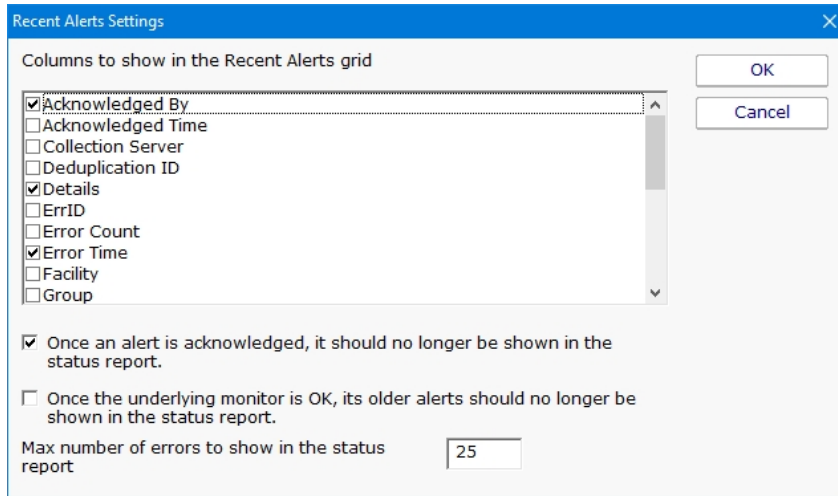 Recent Alerts Settings
Columns to show in the Recent Alerts grid
OK
Acknowledged By
Cancel
Acknowledged Time
Collection Server
Deduplication ID
Details
ErrID
Error Count
Error Time
Facility
Group
Once an alert is acknowledged, it should no longer be shown in the
status report.
Once the underlying monitor is OK, its older alerts should no longer be
shown in the status report.
Max number of errors to show in the status
report
25